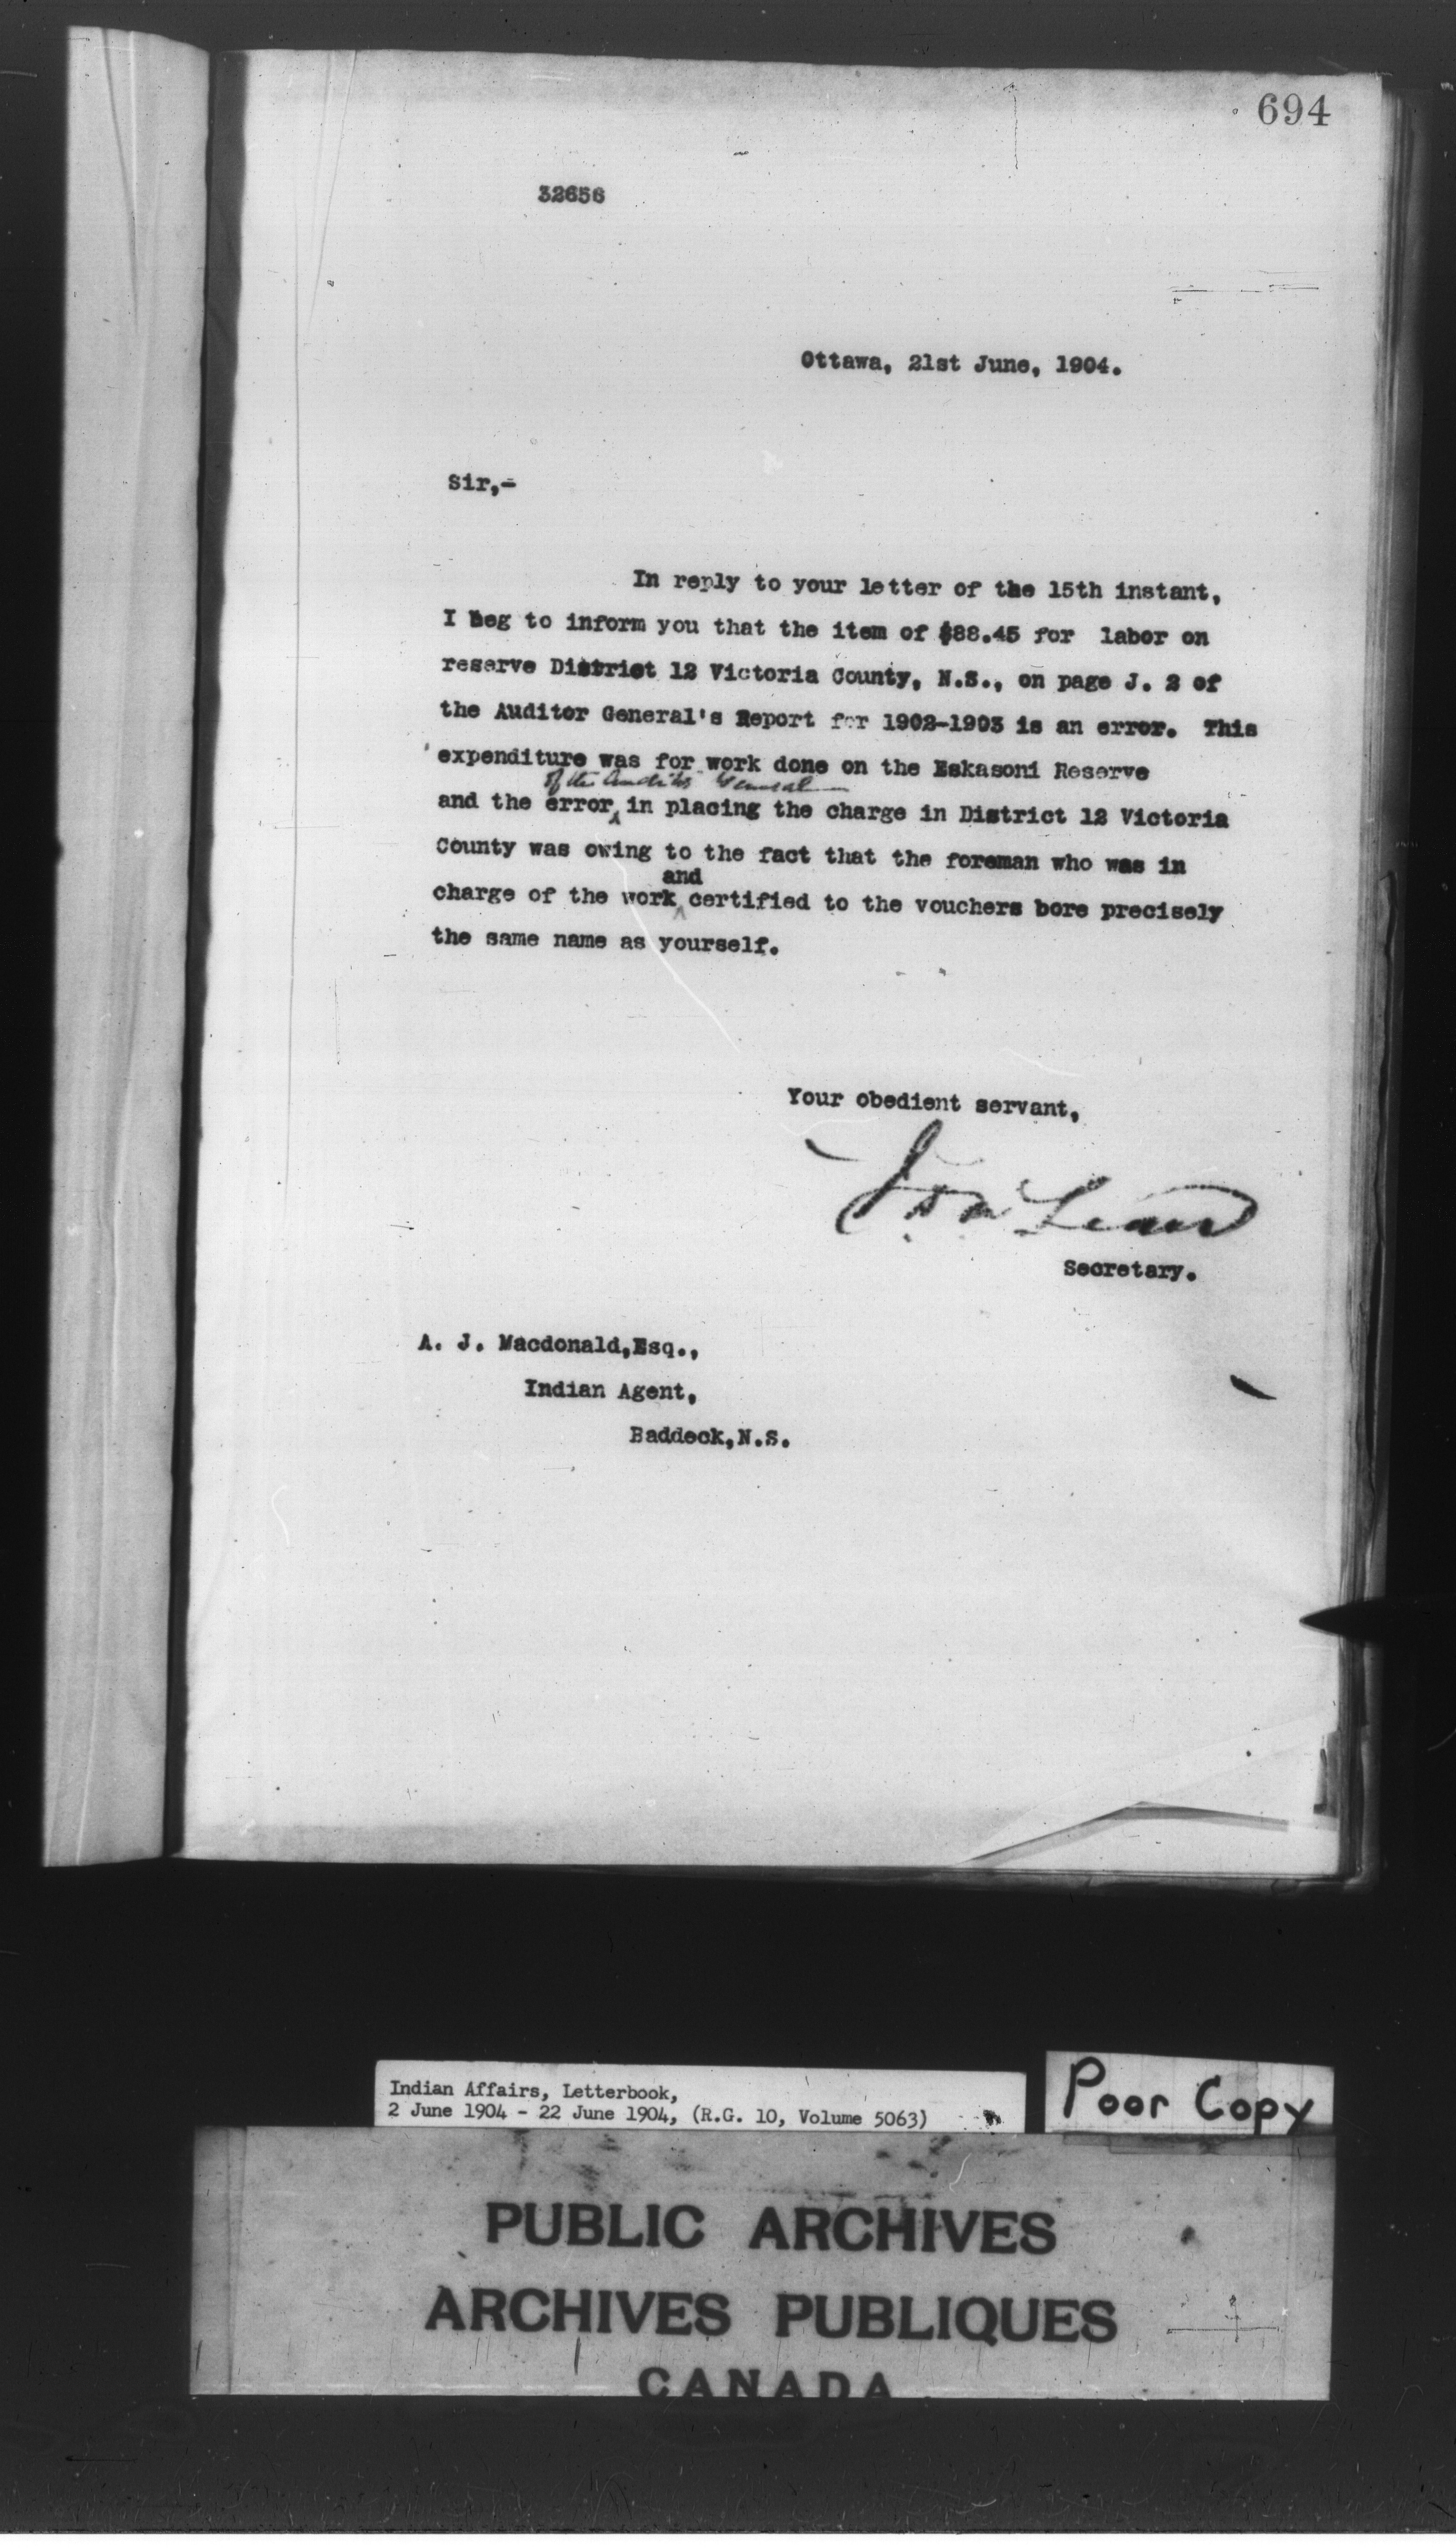 694
32656
Ottawa, 21st June, 1904.
Sir,-
In reply to your letter of the 15th instant,
I beg to inform you that the item of $88.45 for labor on
reserve District 12 Victoria County, N.S., on page J. 2 of
the Auditor General's Report for 1902-1903 is an error. This
expenditure was for work done on the Eskasoni Reserve
of the Auditor General
and the error in placing the charge in District 12 Victoria
County was owing to the fact that the foreman who was in
and
charge of the work certified to the vouchers bore precisely
the same name as yourself.
Your obedient servant,
J D McLean
Secretary.
A. J. Macdonald,Esq.,
Indian Agent,
Baddeck,N.S.
Indian Affairs, Letterbook,
2 June 1904 - 22 June 1904, (R.G. 10, Volume 5063)
Poor Copy
PUBLIC ARCHIVES
ARCHIVES PUBLIQUES
CANADA